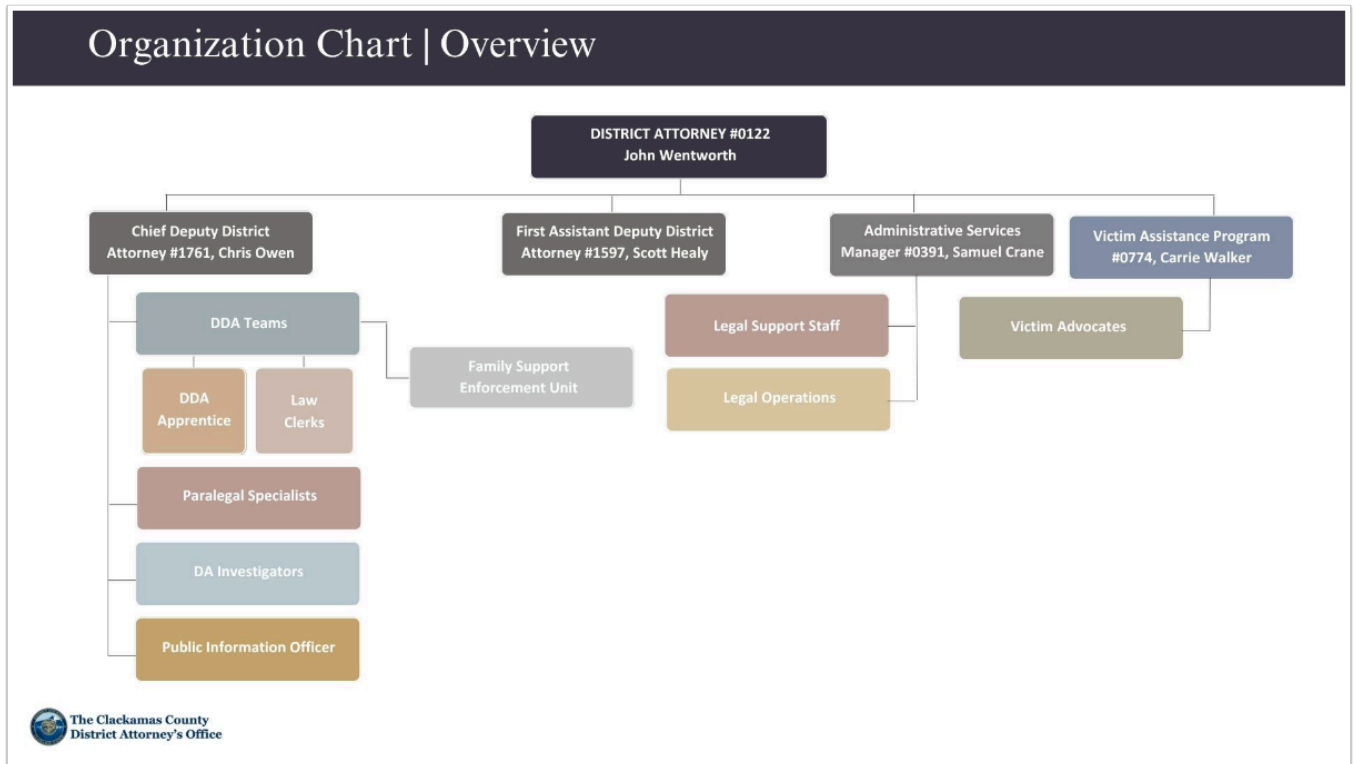 Organization Chart | Overview
DISTRICT ATTORNEY #0122
John Wentworth
Chief Deputy District
Attorney #1761, Chris Owen
First Assistant Deputy District
Attorney #1597, Scott Healy
Administrative Services
Manager #0391, Samuel Crane
Victim Assistance Program
#0774, Carrie Walker
DDA Teams
Legal Support Staff
Victim Advocates
Family Support
Enforcement Unit
DDA
Apprentice
Law
Clerks
Legal Operations
Paralegal Specialists
DA Investigators
Public Information Officer
The Clackamas County
District Attorney's Office